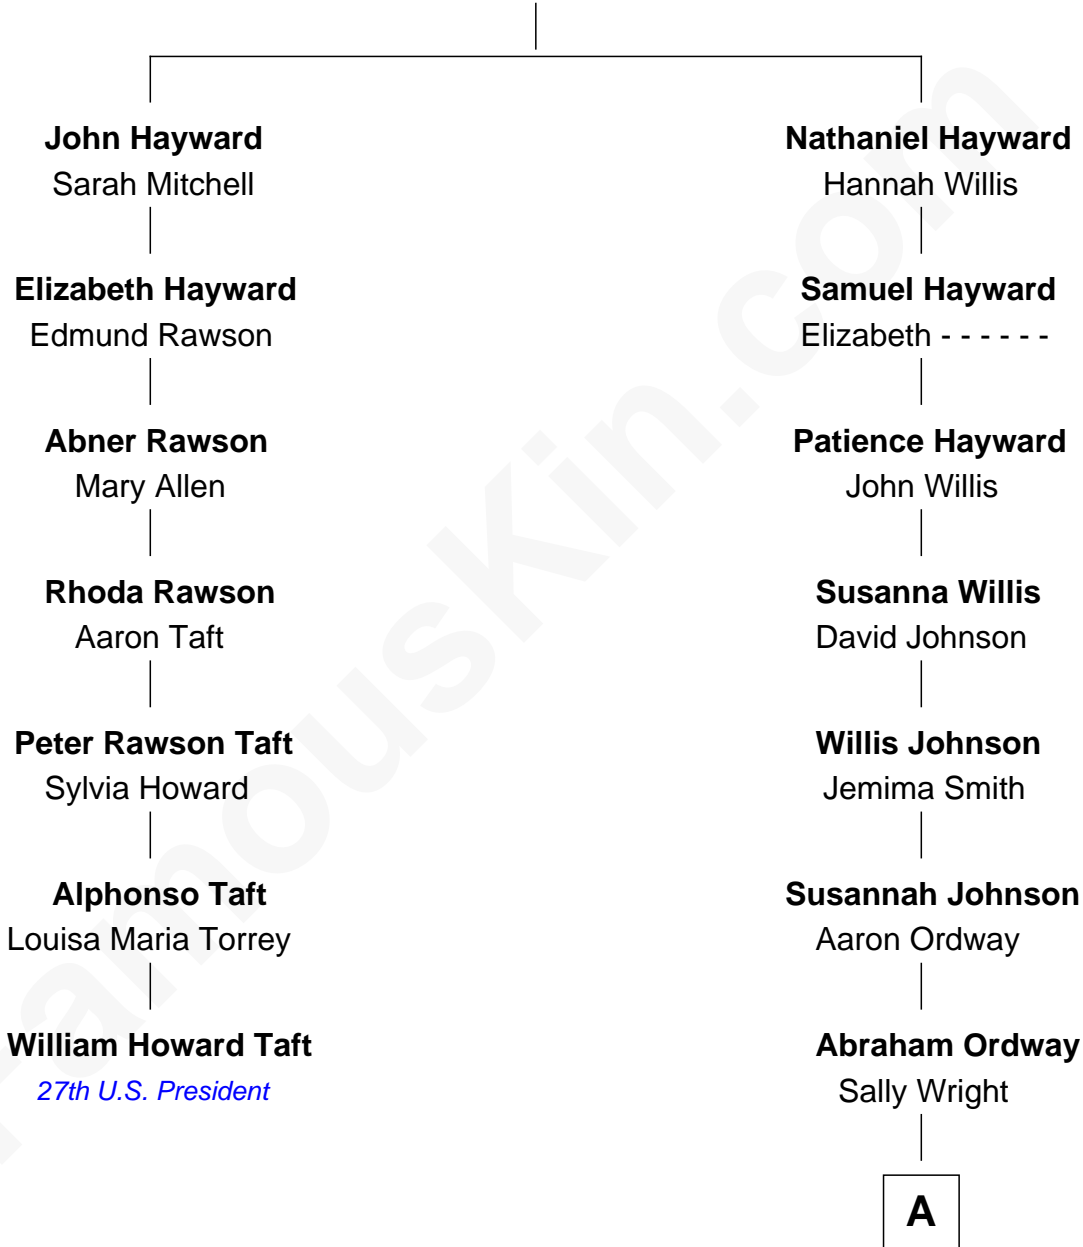 John Hayward
Sarah Mitchell
Elizabeth Hayward
Edmund Rawson
Abner Rawson
Mary Allen
Rhoda Rawson
Aaron Taft
Peter Rawson Taft
Sylvia Howard
Alphonso Taft
Louisa Maria Torrey
William Howard Taft
27th U.S. President
Nathaniel Hayward
Hannah Willis
Samuel Hayward
Elizabeth - - - - - -
Patience Hayward
John Willis
Susanna Willis
David Johnson
Willis Johnson
Jemima Smith
Susannah Johnson
Aaron Ordway
Abraham Ordway
Sally Wright
A
FamousKin.com